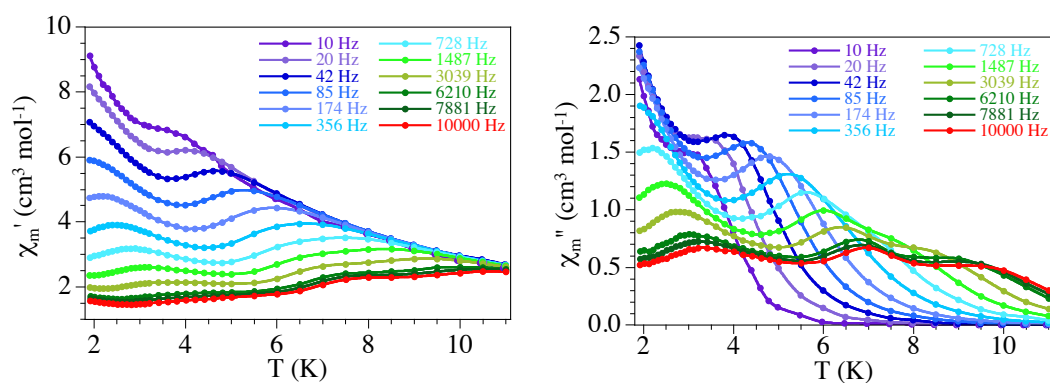 10
8
6
4
2
χm' (cm³ mol⁻¹)
10 Hz
20 Hz
42 Hz
85 Hz
174 Hz
356 Hz
728 Hz
1487 Hz
3039 Hz
6210 Hz
7881 Hz
10000 Hz
2 4 6 8 10
T (K)
2.5
2.0
1.5
1.0
0.5
0.0
χm'' (cm³ mol⁻¹)
10 Hz
20 Hz
42 Hz
85 Hz
174 Hz
356 Hz
728 Hz
1487 Hz
3039 Hz
6210 Hz
7881 Hz
10000 Hz
2 4 6 8 10
T (K)